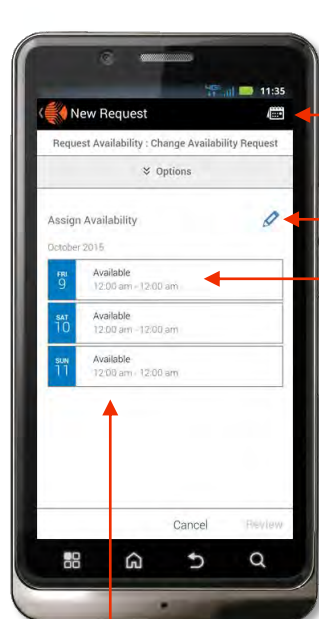 11:35
New Request
Request Availability : Change Availability Request
Options
Assign Availability
October 2015
FRI
9
Available
12:00 am - 12:00 am
SAT
10
Available
12:00 am - 12:00 am
SUN
11
Available
12:00 am - 12:00 am
Cancel Review